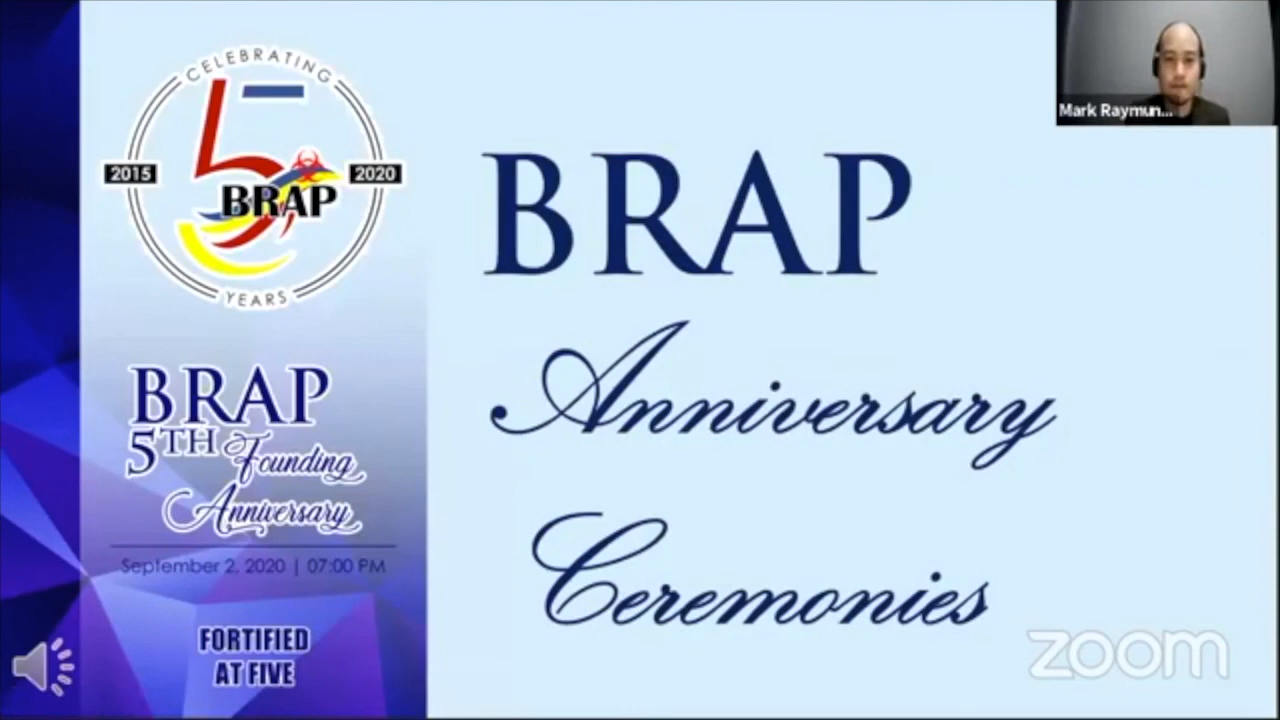 CELEBRATING
2015
2020
BRAP
YEARS
BRAP
5TH Founding
Anniversary
September 2, 2020 | 07:00 PM
FORTIFIED
AT FIVE
BRAP
Anniversary
Ceremonies
Mark Raymun...
zoom